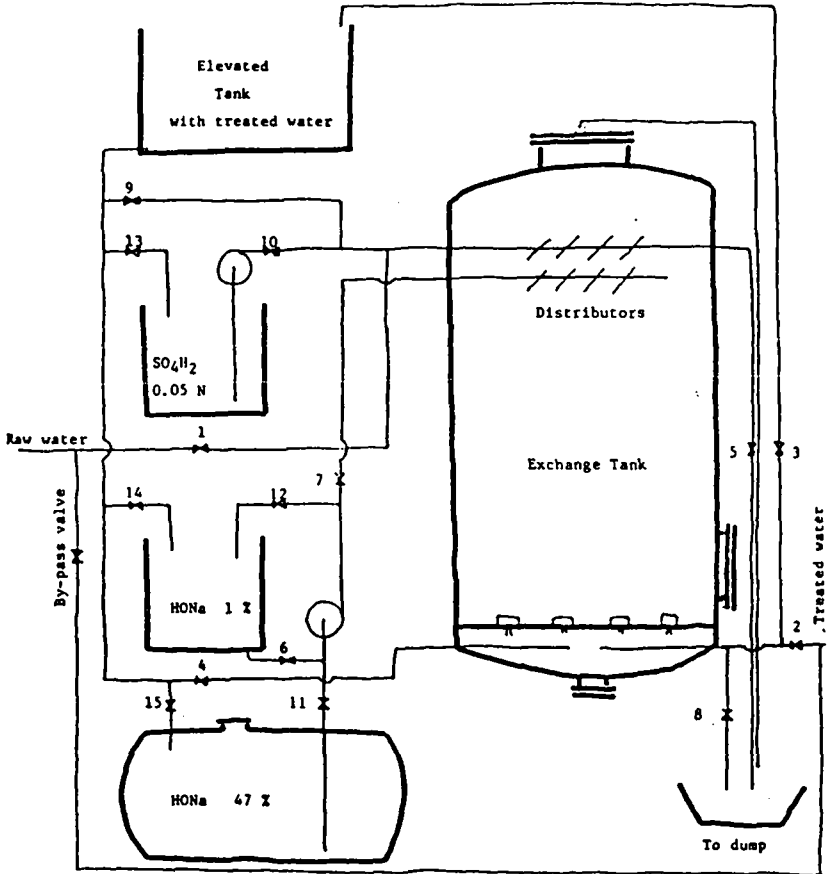 Elevated
Tank
with treated water
9
13
10
Distributors
SO₄H₂
0.05 N
Raw water
1
5
3
Exchange Tank
7
14
12
By-pass valve
Treated water
HONa 1 %
6
2
4
15
11
8
HONa 47 %
To dump